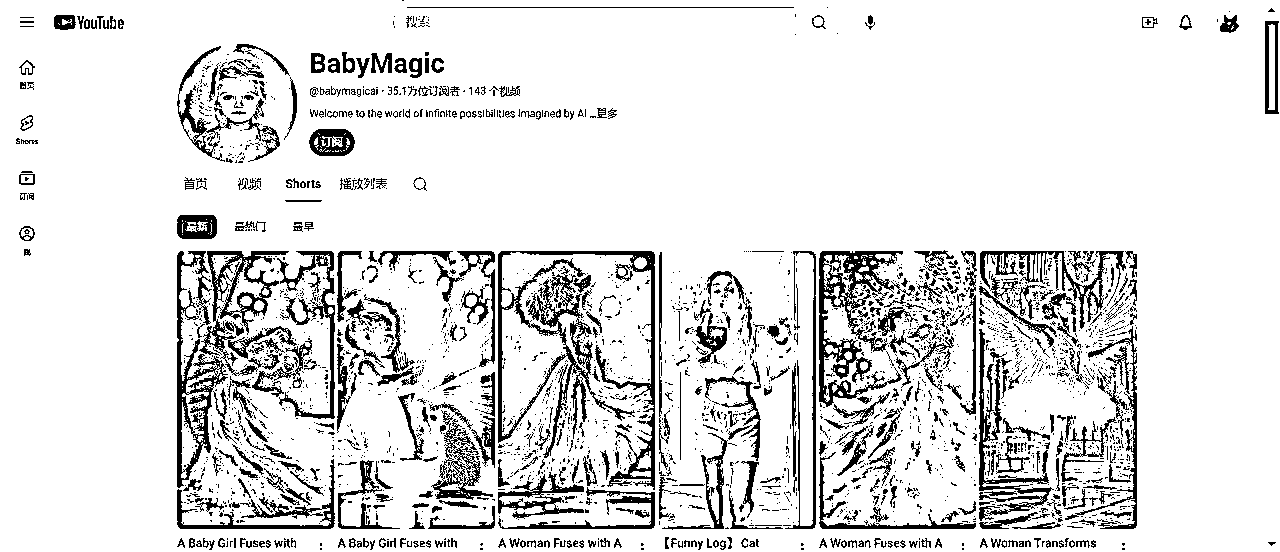 YouTube
搜索
首页
Shorts
订阅
我
BabyMagic
@babymagicai · 35.1万位订阅者 · 143 个视频
Welcome to the world of infinite possibilities imagined by AI ...更多
订阅
首页 视频 Shorts 播放列表
最新 最热门 最早
A Baby Girl Fuses with
A Baby Girl Fuses with
A Woman Fuses with A
【Funny Log】 Cat
A Woman Fuses with A
A Woman Transforms